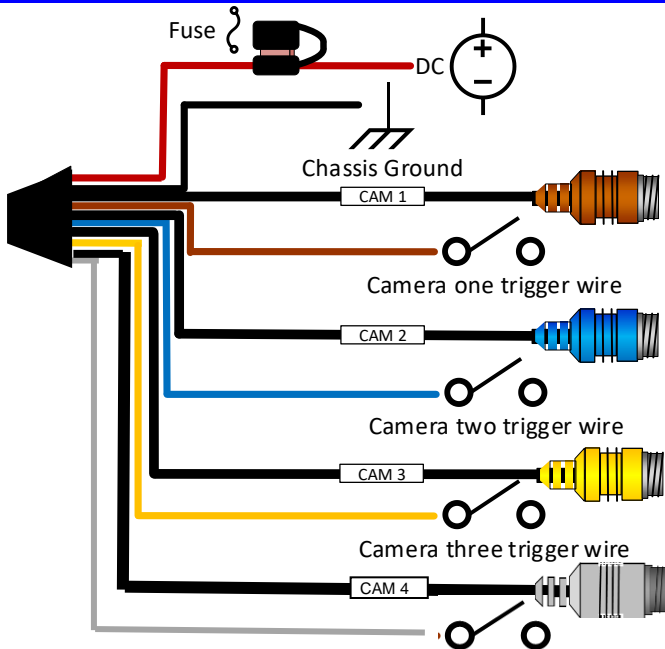 Fuse
DC
+
−
Chassis Ground
CAM 1
Camera one trigger wire
CAM 2
Camera two trigger wire
CAM 3
Camera three trigger wire
CAM 4